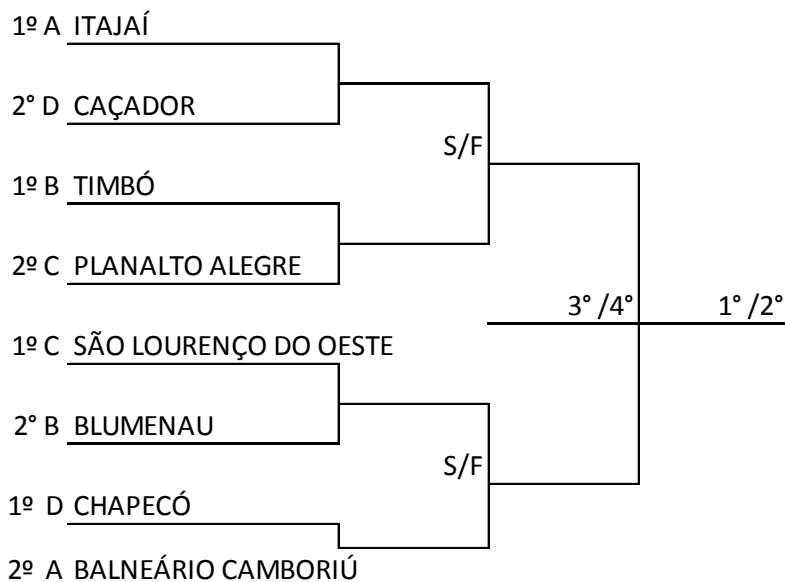 1º A ITAJAÍ
2° D CAÇADOR
S/F
1º B TIMBÓ
2º C PLANALTO ALEGRE
3° /4° 1° /2°
1º C SÃO LOURENÇO DO OESTE
2° B BLUMENAU
S/F
1º D CHAPECÓ
2º A BALNEÁRIO CAMBORIÚ